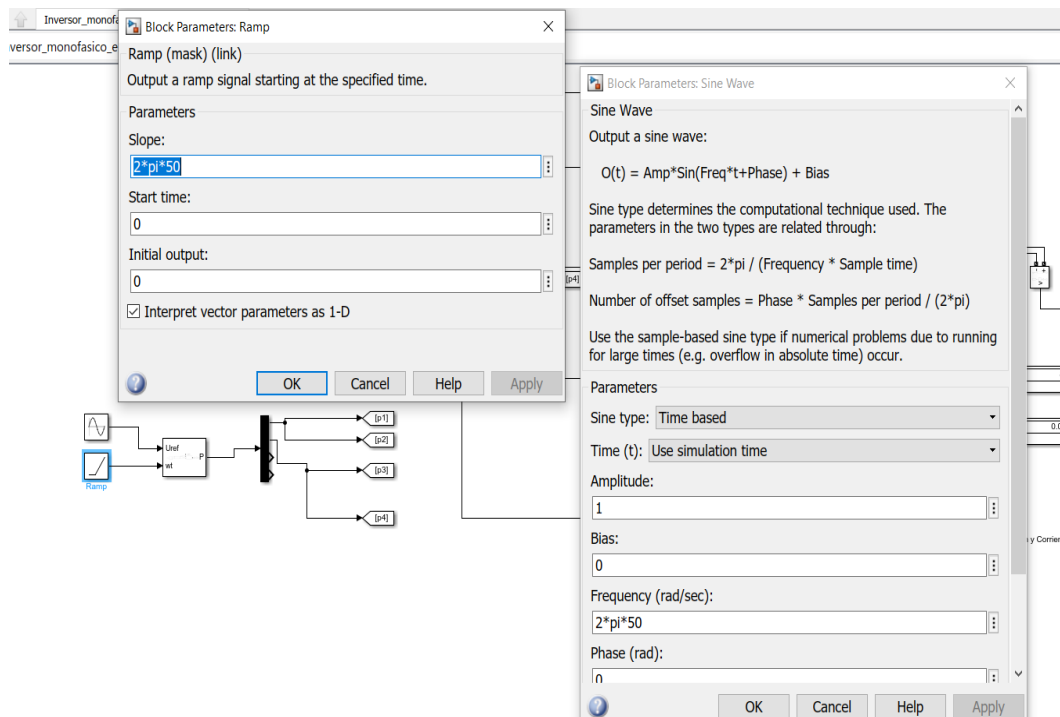 Inversor_monofa
Block Parameters: Ramp
nversor_monofasico_e
Ramp (mask) (link)
Output a ramp signal starting at the specified time.
Parameters
Slope:
2*pi*50
Start time:
0
Initial output:
0
Interpret vector parameters as 1-D
OK Cancel Help Apply
Block Parameters: Sine Wave
Sine Wave
Output a sine wave:
O(t) = Amp*Sin(Freq*t+Phase) + Bias
Sine type determines the computational technique used. The
parameters in the two types are related through:
Samples per period = 2*pi / (Frequency * Sample time)
Number of offset samples = Phase * Samples per period / (2*pi)
Use the sample-based sine type if numerical problems due to running
for large times (e.g. overflow in absolute time) occur.
Parameters
Sine type: Time based
Time (t): Use simulation time
Amplitude:
1
Bias:
0
Frequency (rad/sec):
2*pi*50
Phase (rad):
0
OK Cancel Help Apply
[p4]
Uref
wt
P
Ramp
[p1]
[p2]
[p3]
[p4]
0.0
y Corrien